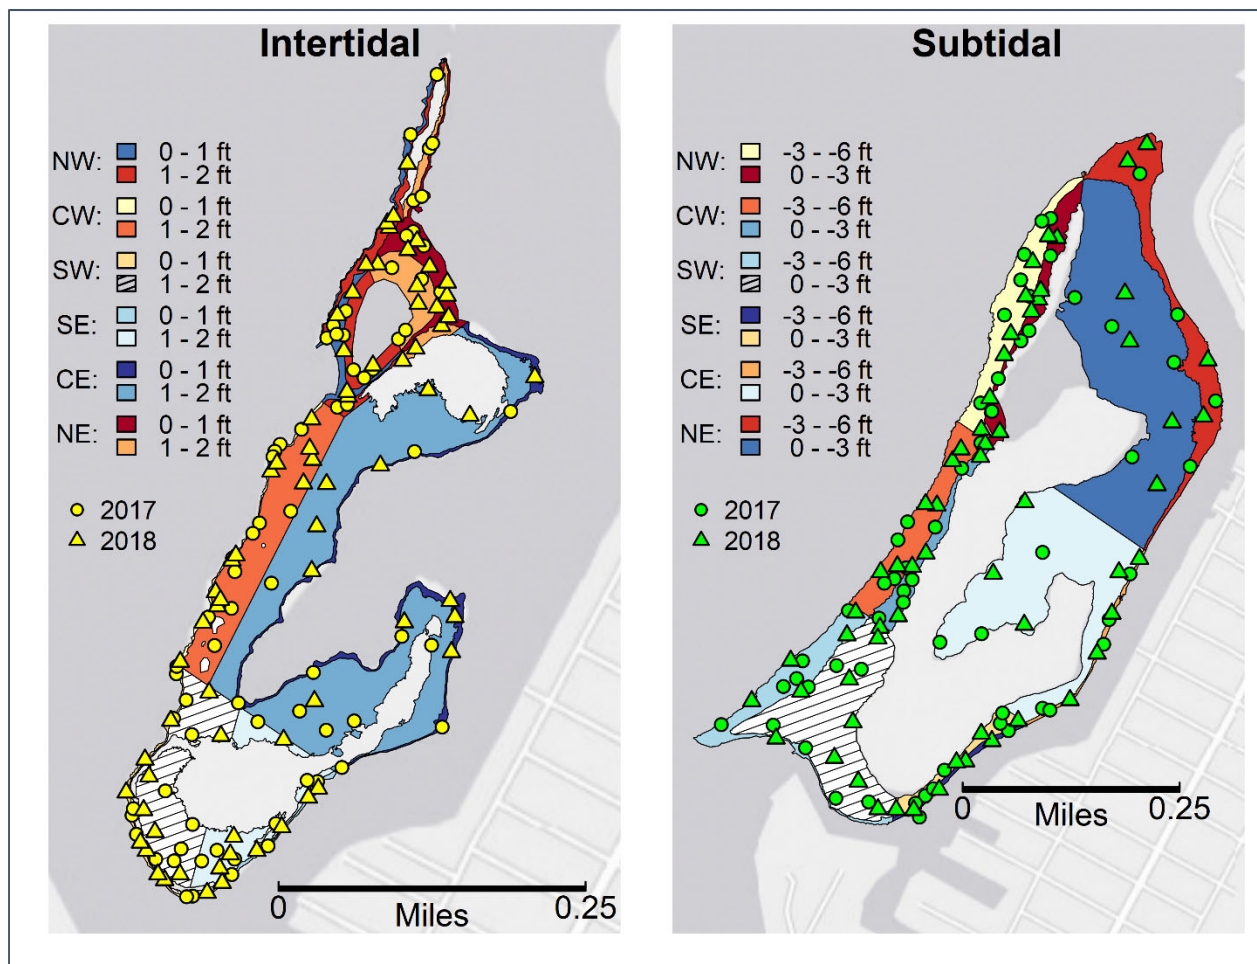 Intertidal
NW: 0 - 1 ft
1 - 2 ft
CW: 0 - 1 ft
1 - 2 ft
SW: 0 - 1 ft
1 - 2 ft
SE: 0 - 1 ft
1 - 2 ft
CE: 0 - 1 ft
1 - 2 ft
NE: 0 - 1 ft
1 - 2 ft
2017
2018
0 0.25
Miles
Subtidal
NW: -3 - -6 ft
0 - -3 ft
CW: -3 - -6 ft
0 - -3 ft
SW: -3 - -6 ft
0 - -3 ft
SE: -3 - -6 ft
0 - -3 ft
CE: -3 - -6 ft
0 - -3 ft
NE: -3 - -6 ft
0 - -3 ft
2017
2018
0 0.25
Miles